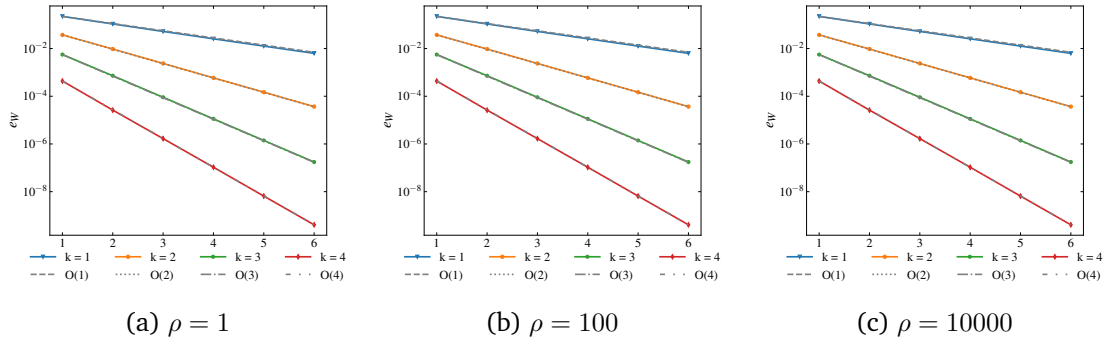 10⁻²
10⁻⁴
10⁻⁶
10⁻⁸
e_W
1 2 3 4 5 6
k = 1 k = 2 k = 3 k = 4
O(1) O(2) O(3) O(4)
(a) ρ = 1
10⁻²
10⁻⁴
10⁻⁶
10⁻⁸
e_W
1 2 3 4 5 6
k = 1 k = 2 k = 3 k = 4
O(1) O(2) O(3) O(4)
(b) ρ = 100
10⁻²
10⁻⁴
10⁻⁶
10⁻⁸
e_W
1 2 3 4 5 6
k = 1 k = 2 k = 3 k = 4
O(1) O(2) O(3) O(4)
(c) ρ = 10000